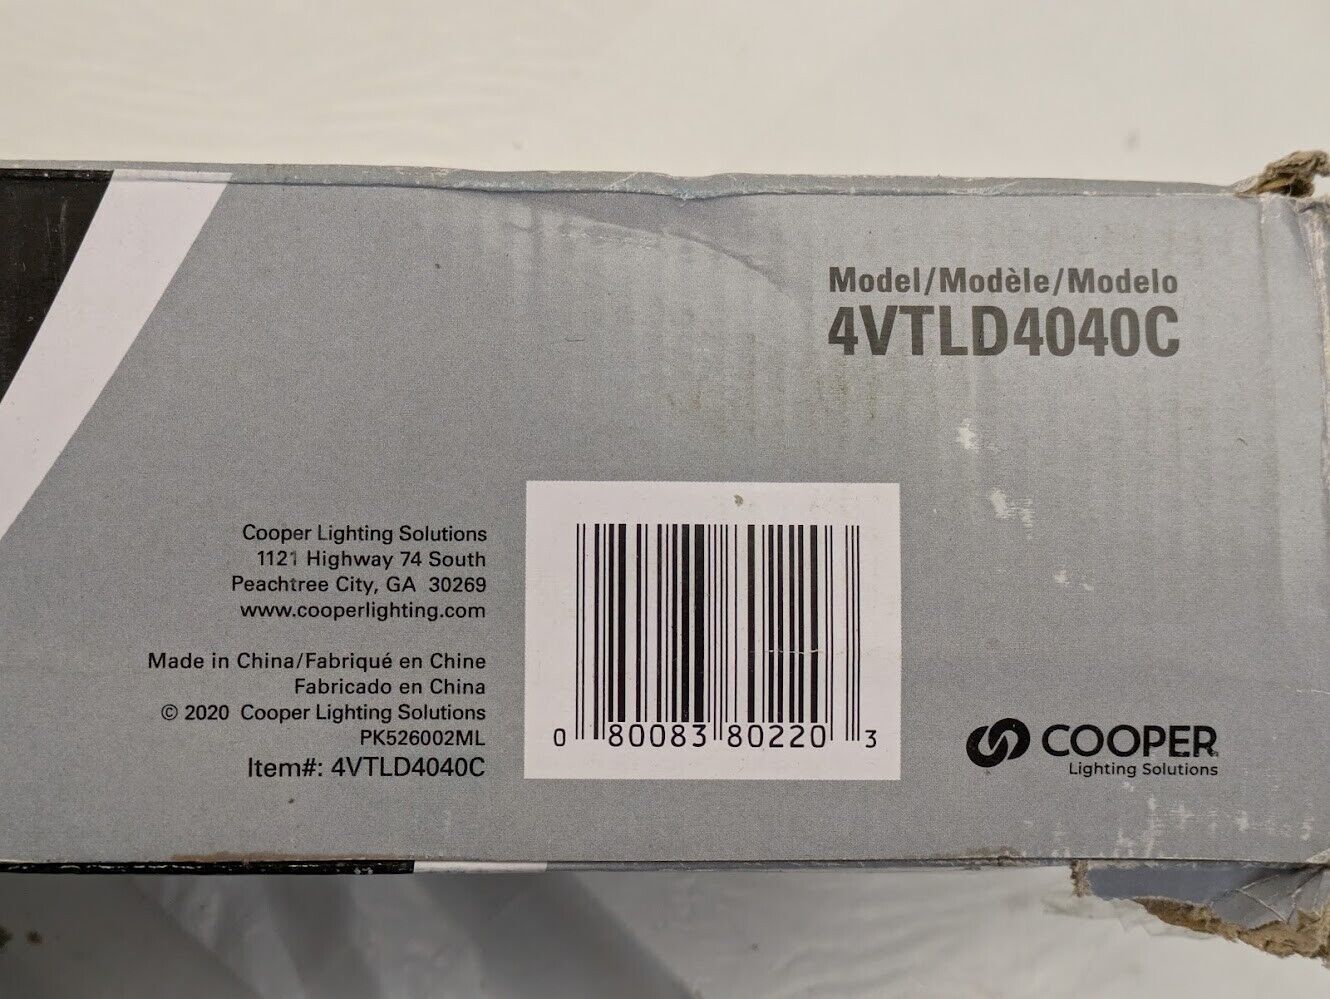 Model/Modèle/Modelo
4VTLD4040C
Cooper Lighting Solutions
1121 Highway 74 South
Peachtree City, GA 30269
www.cooperlighting.com
Made in China/Fabriqué en Chine
Fabricado en China
© 2020 Cooper Lighting Solutions
PK526002ML
Item#: 4VTLD4040C
0 80083 80220 3
COOPER
Lighting Solutions